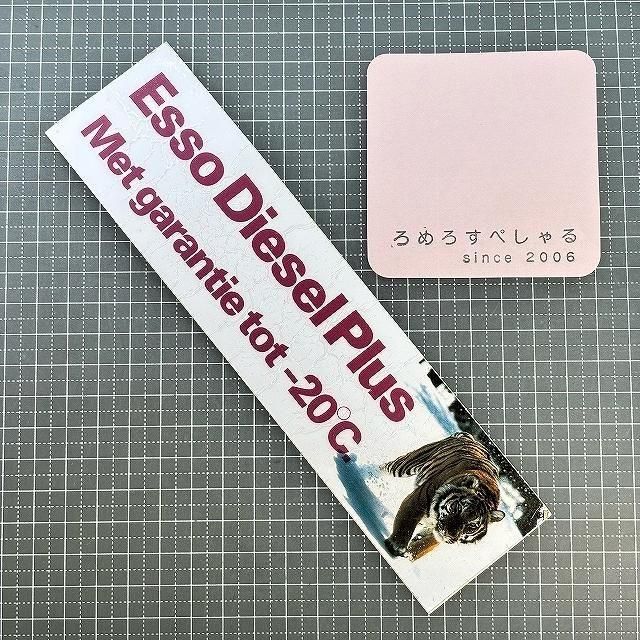 Esso Diesel Plus
Met garantie tot -20°C.
ろめろすぺしゃる
since 2006